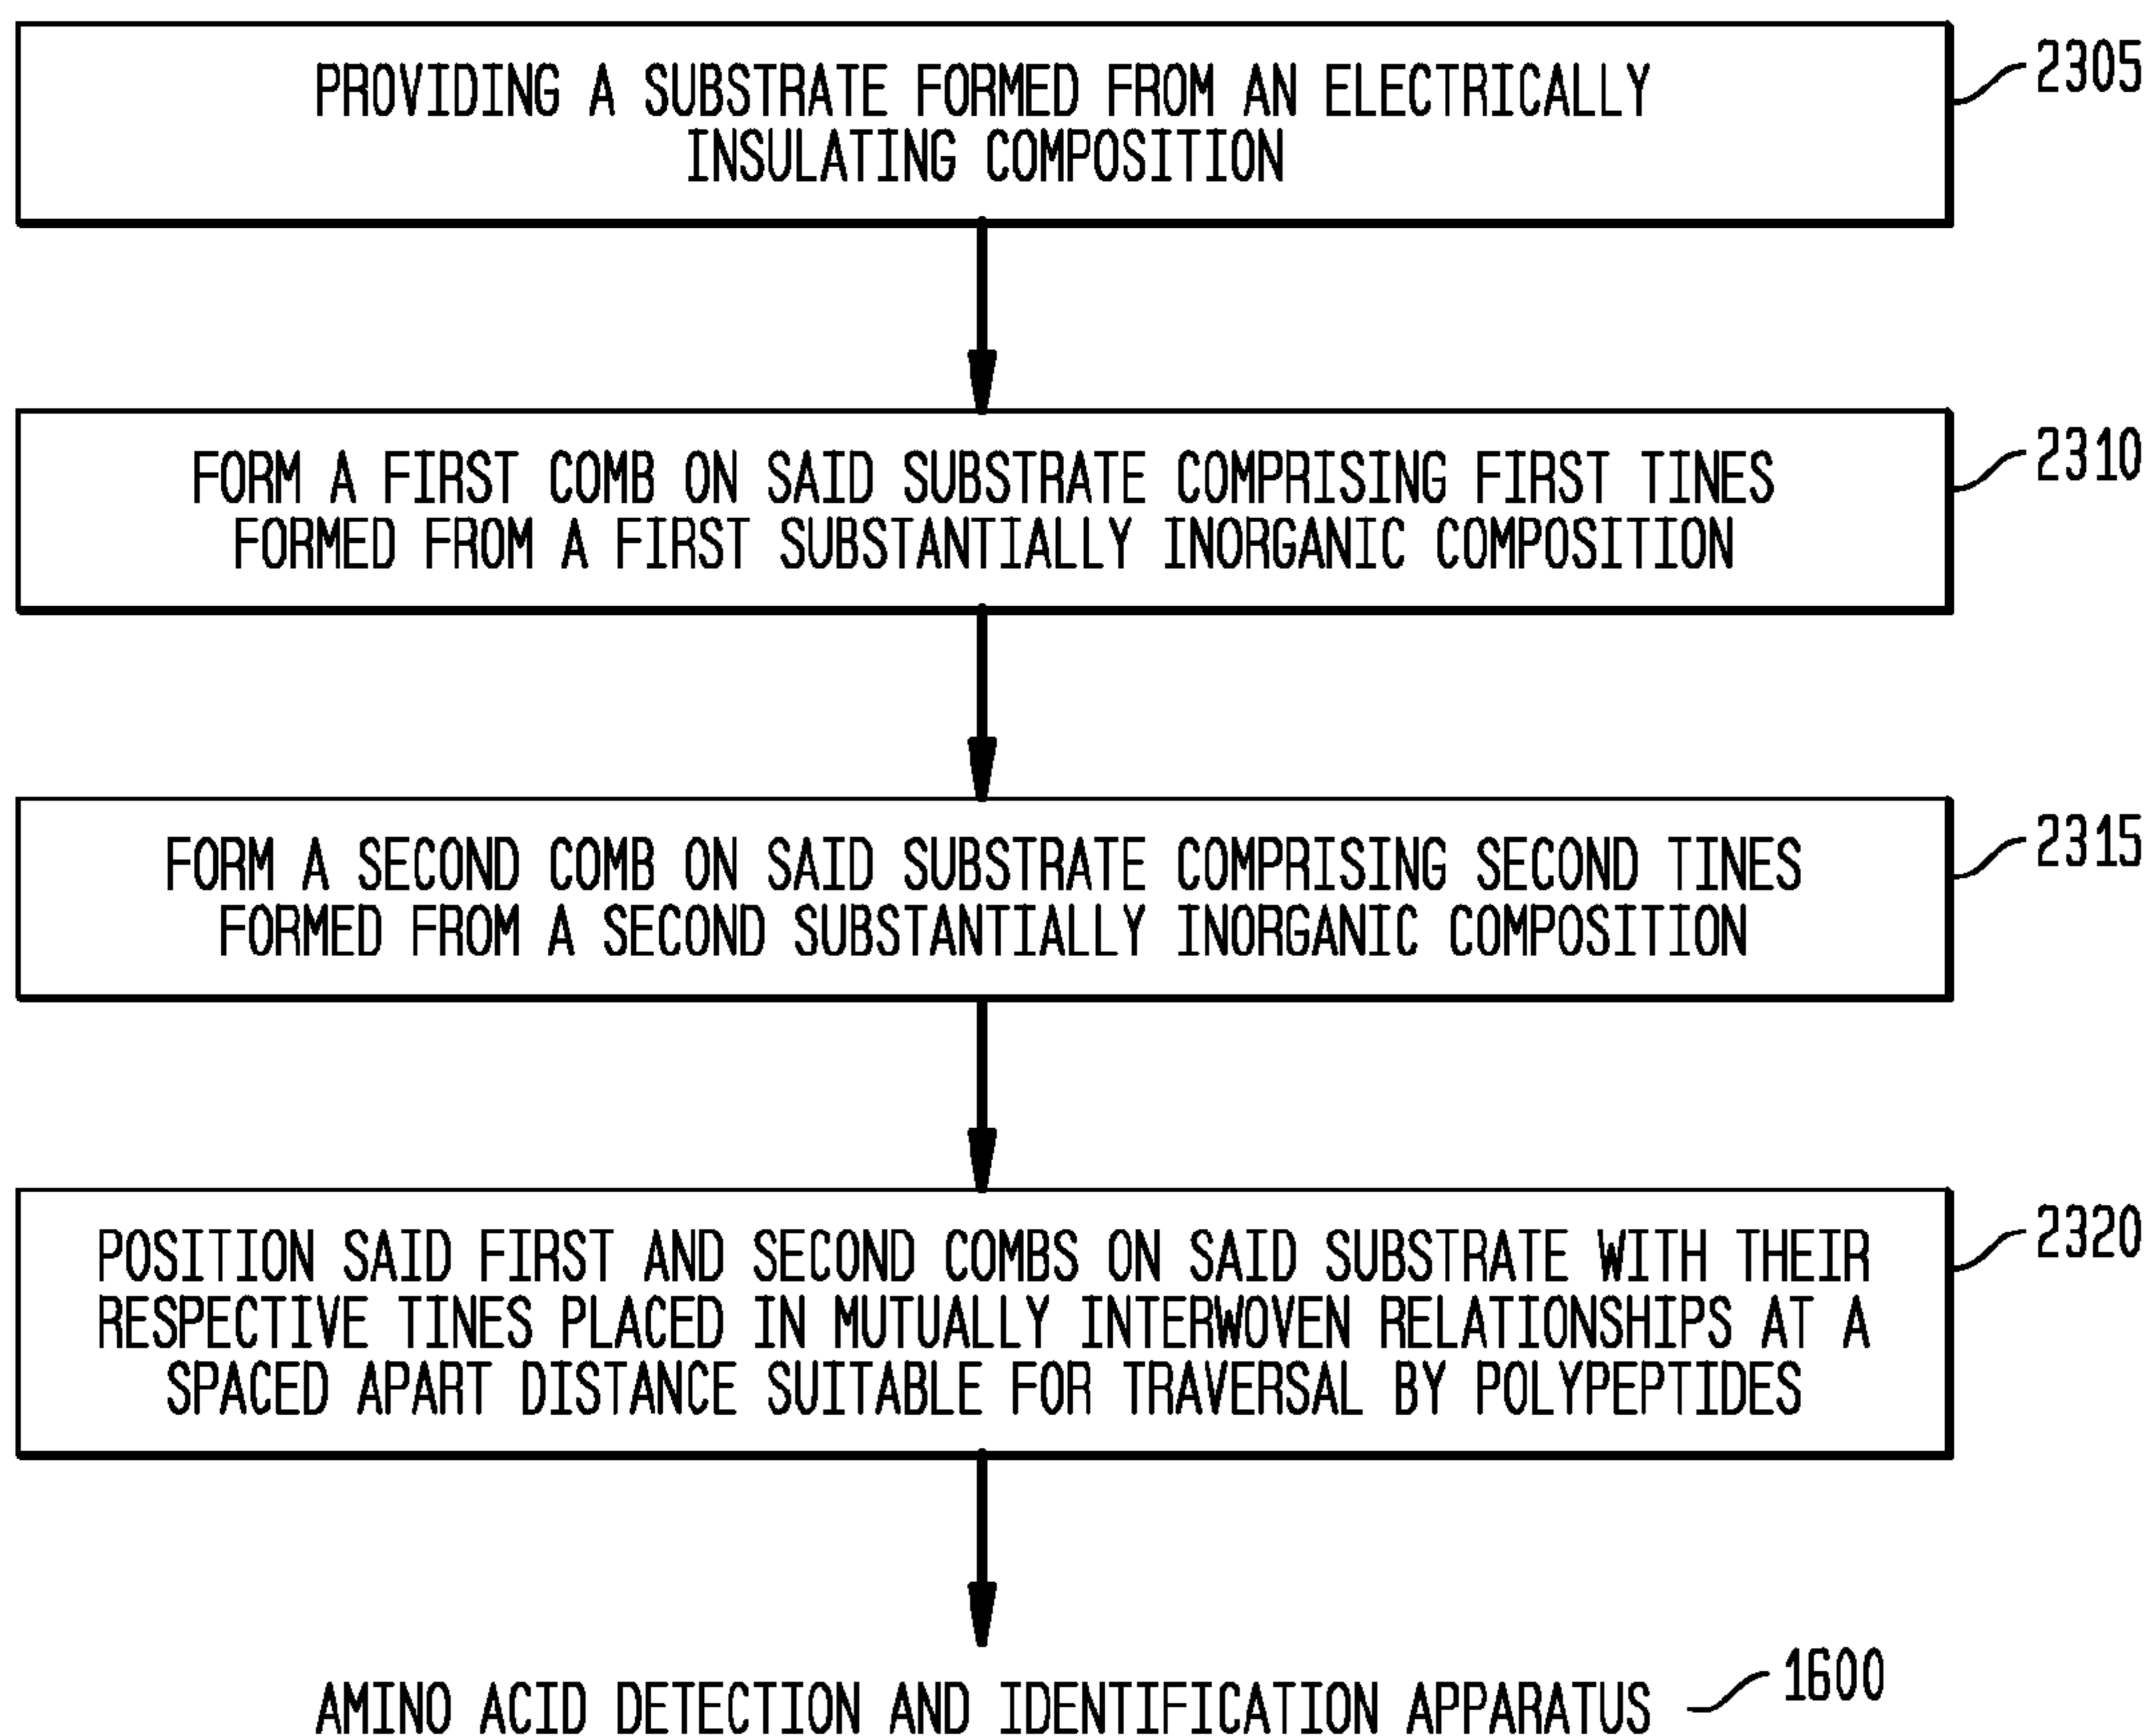 PROVIDING A SUBSTRATE FORMED FROM AN ELECTRICALLY
INSULATING COMPOSITION
2305
FORM A FIRST COMB ON SAID SUBSTRATE COMPRISING FIRST TINES
FORMED FROM A FIRST SUBSTANTIALLY INORGANIC COMPOSITION
2310
FORM A SECOND COMB ON SAID SUBSTRATE COMPRISING SECOND TINES
FORMED FROM A SECOND SUBSTANTIALLY INORGANIC COMPOSITION
2315
POSITION SAID FIRST AND SECOND COMBS ON SAID SUBSTRATE WITH THEIR
RESPECTIVE TINES PLACED IN MUTUALLY INTERWOVEN RELATIONSHIPS AT A
SPACED APART DISTANCE SUITABLE FOR TRAVERSAL BY POLYPEPTIDES
2320
AMINO ACID DETECTION AND IDENTIFICATION APPARATUS
1600